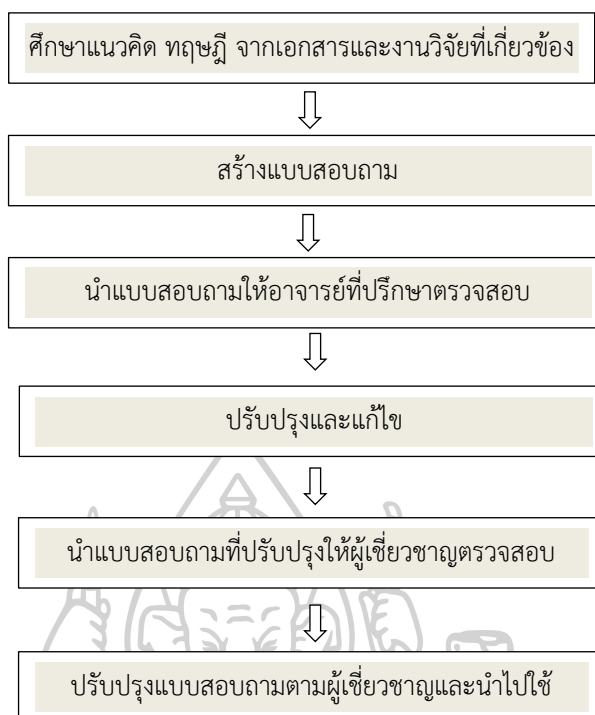 ศึกษาแนวคิด ทฤษฎี จากเอกสารและงานวิจัยที่เกี่ยวข้อง
สร้างแบบสอบถาม
นำแบบสอบถามให้อาจารย์ที่ปรึกษาตรวจสอบ
ปรับปรุงและแก้ไข
นำแบบสอบถามที่ปรับปรุงให้ผู้เชี่ยวชาญตรวจสอบ
ปรับปรุงแบบสอบถามตามผู้เชี่ยวชาญและนำไปใช้